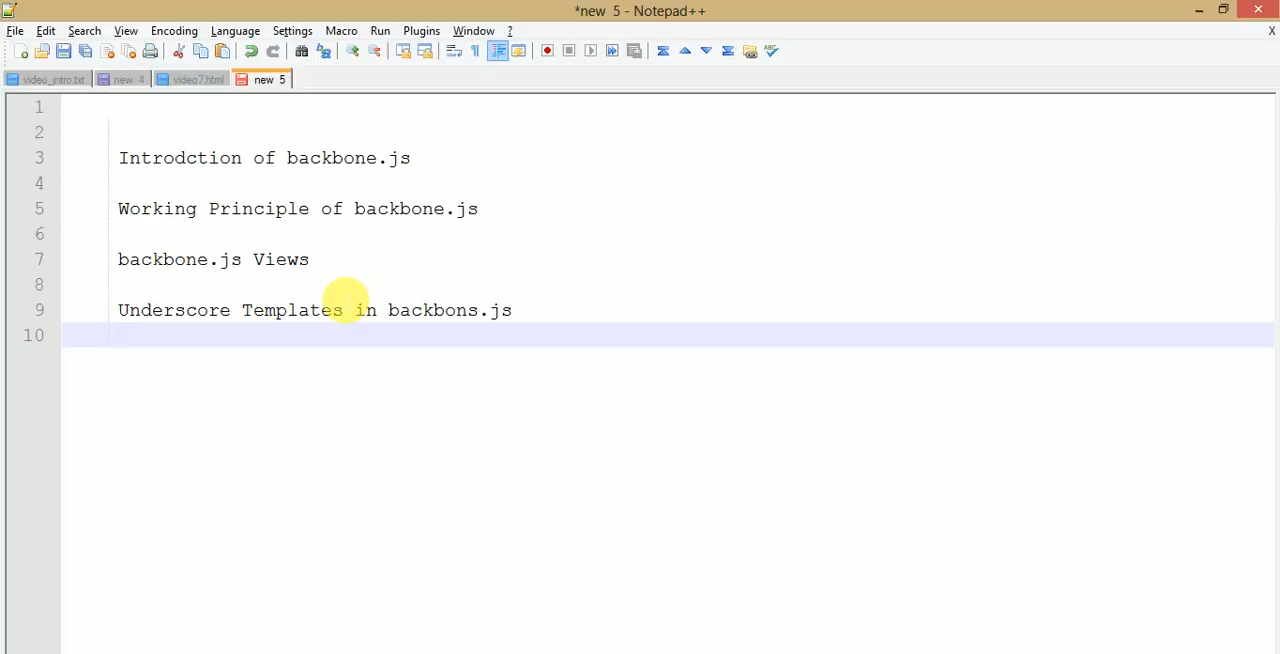 *new 5 - Notepad++
File Edit Search View Encoding Language Settings Macro Run Plugins Window ? X
video_intro.txt new 4 video7.html new 5
1
2
3 Introdction of backbone.js
4
5 Working Principle of backbone.js
6
7 backbone.js Views
8
9 Underscore Templates in backbons.js
10